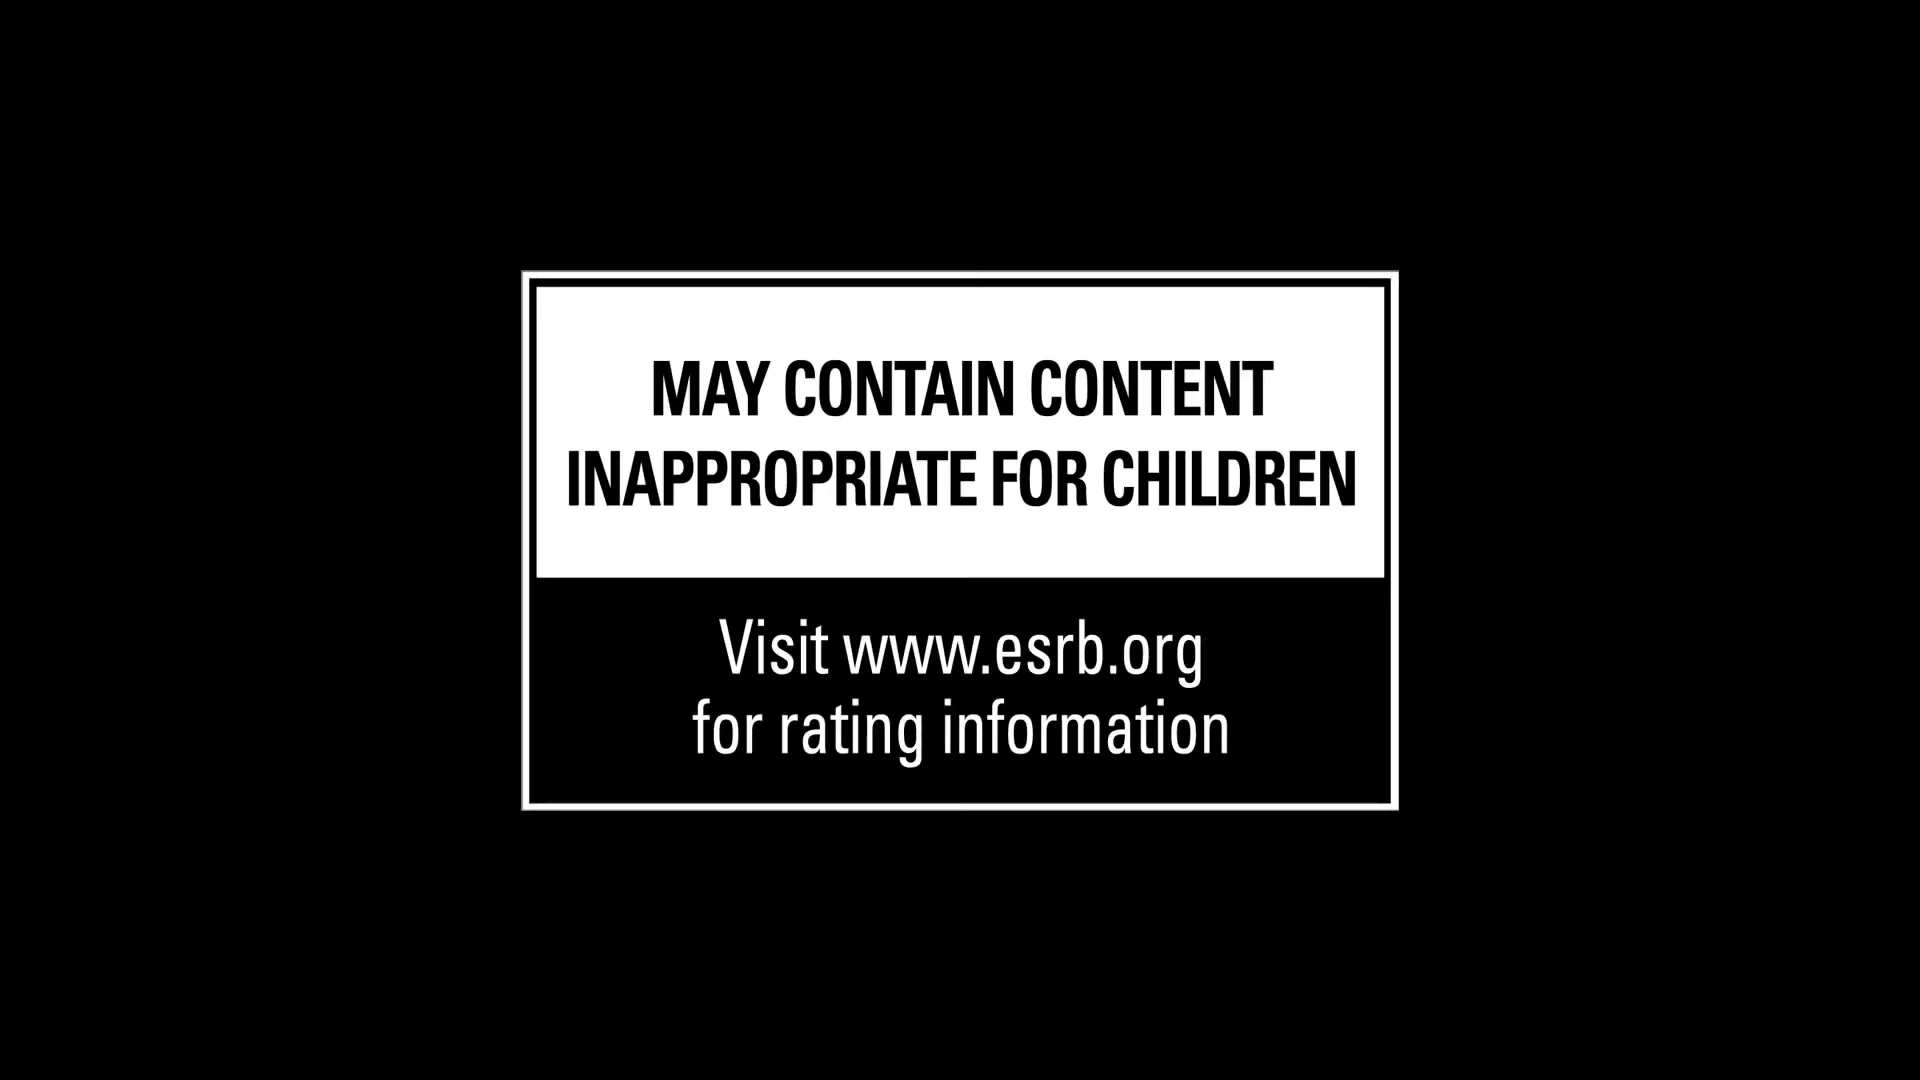 MAY CONTAIN CONTENT
INAPPROPRIATE FOR CHILDREN
Visit www.esrb.org
for rating information